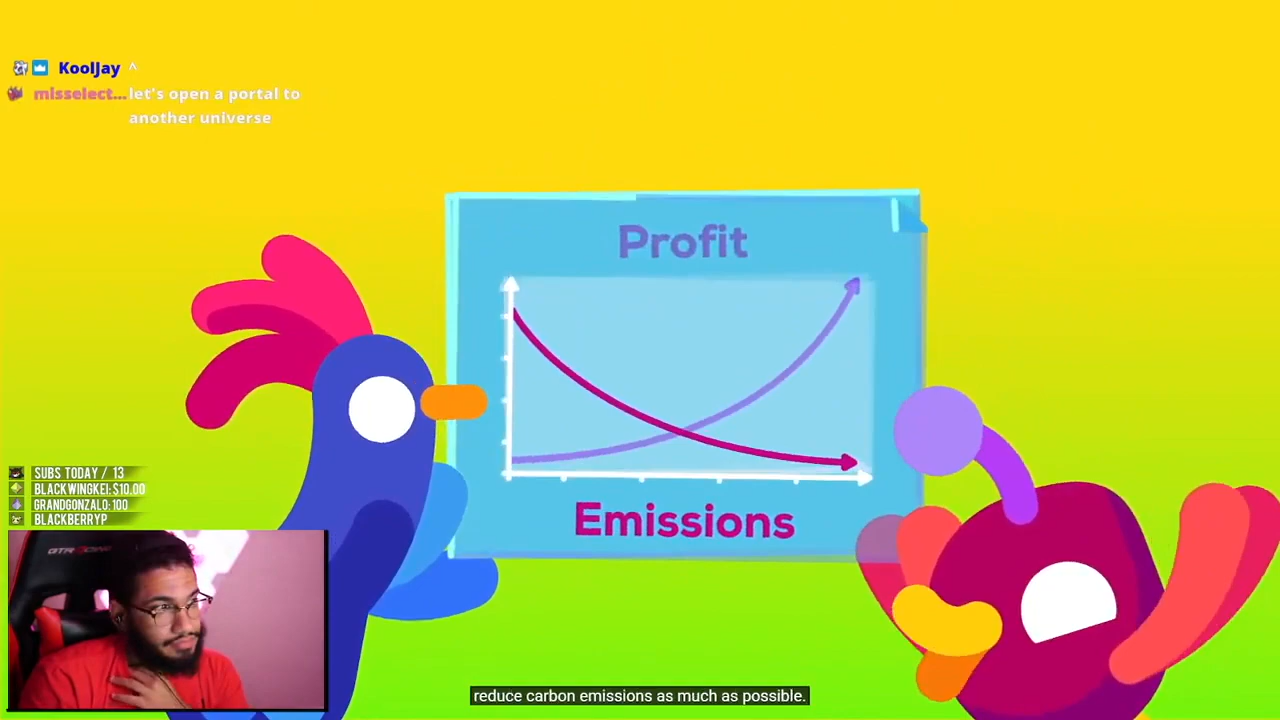 KoolJay ^
misselect... let's open a portal to
another universe
Profit
Emissions
SUBS TODAY / 13
BLACKWINGKEI: $10.00
GRANDGONZALO: 100
BLACKBERRYP
reduce carbon emissions as much as possible.